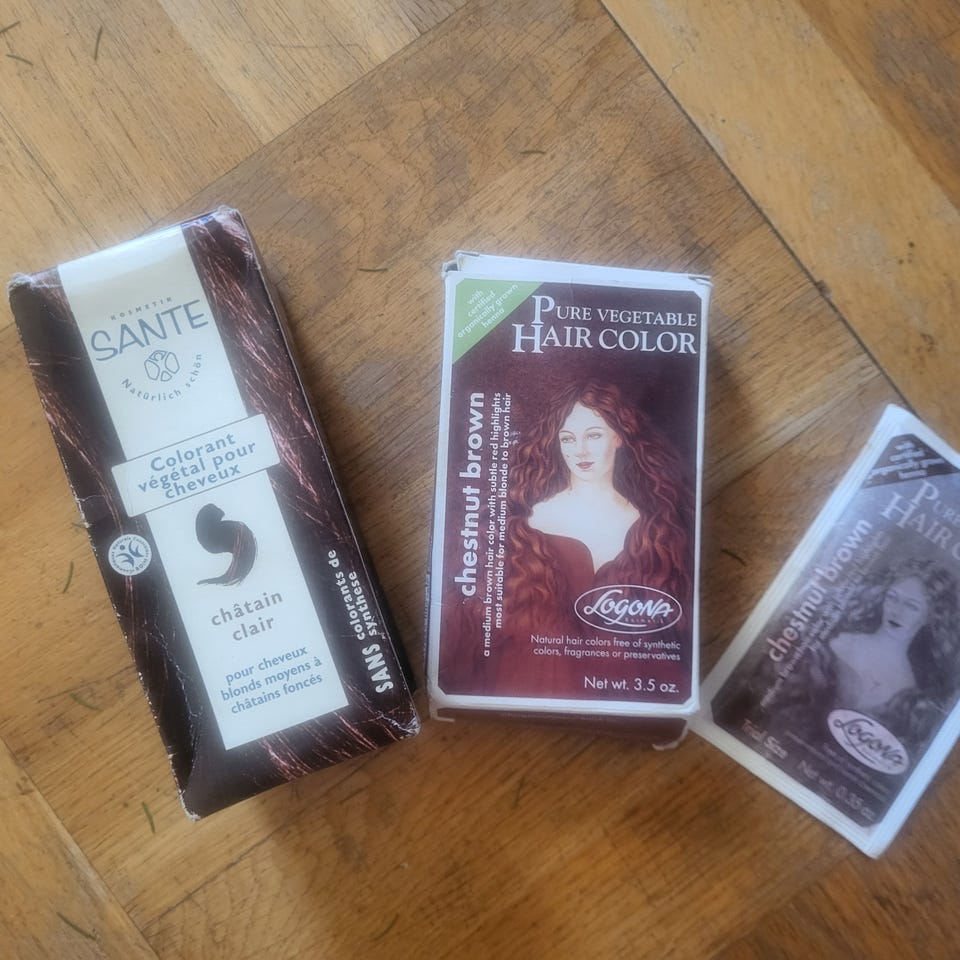 KOSMETIK
SANTE
Natürlich schön
Colorant
végétal pour
cheveux
châtain
clair
pour cheveux
blonds moyens à
châtains foncés
SANS colorants de
synthèse
with
certified
organically grown
henna
PURE VEGETABLE
HAIR COLOR
chestnut brown
a medium brown hair color with subtle red highlights
most suitable for medium blonde to brown hair
LOGONA
Kosmetik
Natural hair colors free of synthetic
colors, fragrances or preservatives
Net wt. 3.5 oz.
chestnut brown
LOGONA
Trial Size
Net wt. 0.35 oz.